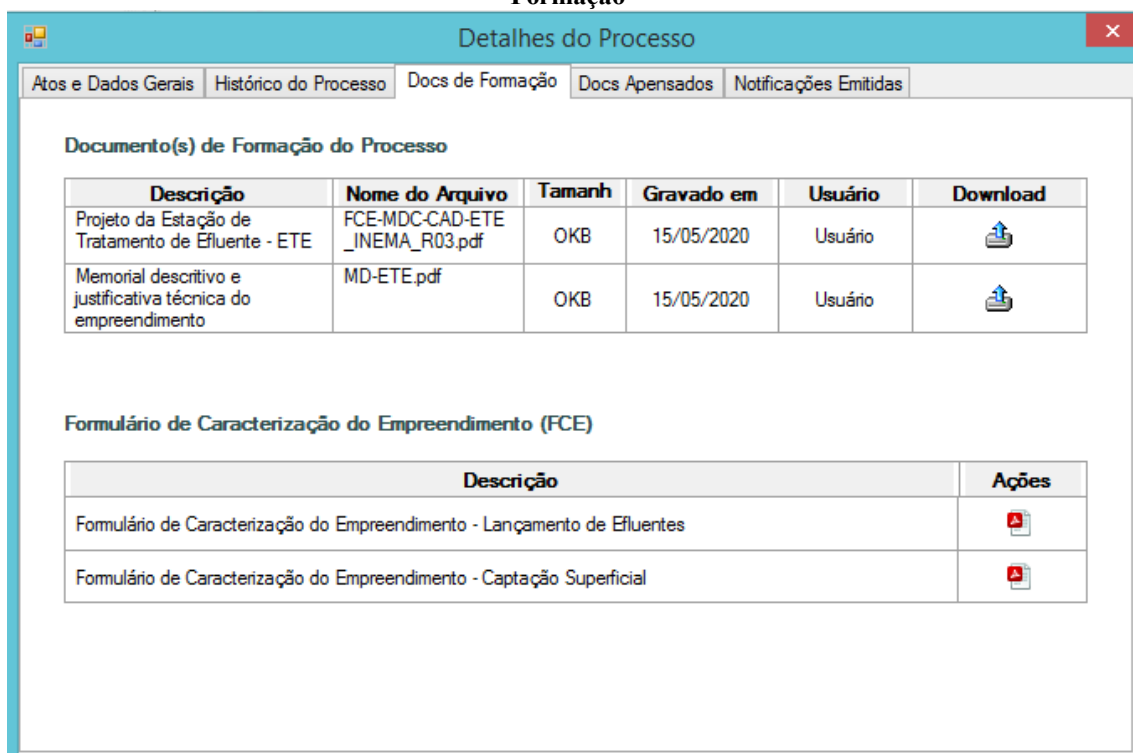 Formação
Detalhes do Processo
Atos e Dados Gerais Histórico do Processo Docs de Formação Docs Apensados Notificações Emitidas
Documento(s) de Formação do Processo
Descrição Nome do Arquivo Tamanh Gravado em Usuário Download
Projeto da Estação de
Tratamento de Efluente - ETE
FCE-MDC-CAD-ETE
_INEMA_R03.pdf
OKB 15/05/2020 Usuário
Memorial descritivo e
justificativa técnica do
empreendimento
MD-ETE.pdf
OKB 15/05/2020 Usuário
Formulário de Caracterização do Empreendimento (FCE)
Descrição Ações
Formulário de Caracterização do Empreendimento - Lançamento de Efluentes
Formulário de Caracterização do Empreendimento - Captação Superficial